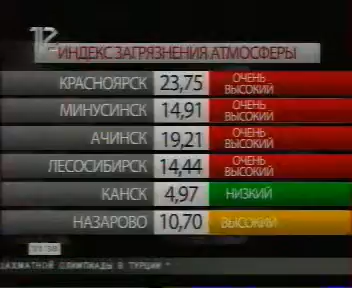 12
ИНДЕКС ЗАГРЯЗНЕНИЯ АТМОСФЕРЫ
КРАСНОЯРСК 23,75 ОЧЕНЬ ВЫСОКИЙ
МИНУСИНСК 14,91 ОЧЕНЬ ВЫСОКИЙ
АЧИНСК 19,21 ОЧЕНЬ ВЫСОКИЙ
ЛЕСОСИБИРСК 14,44 ОЧЕНЬ ВЫСОКИЙ
КАНСК 4,97 НИЗКИЙ
НАЗАРОВО 10,70 ВЫСОКИЙ
ШАХМАТНОЙ ОЛИМПИАДЫ В ТУРЦИИ *